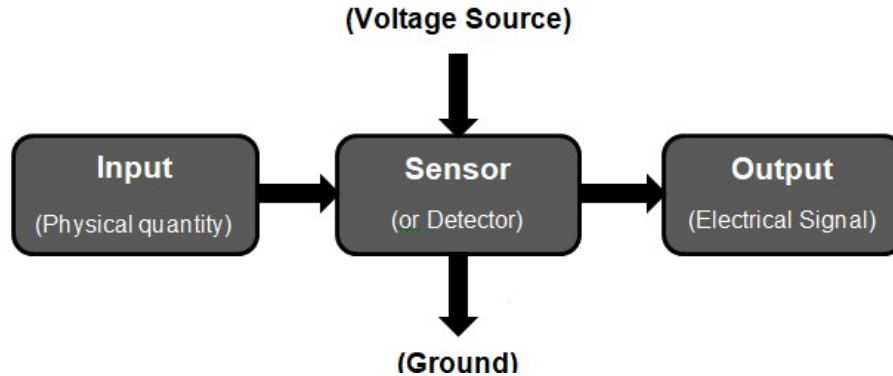 (Voltage Source)
Input
(Physical quantity)
Sensor
(or Detector)
Output
(Electrical Signal)
(Ground)